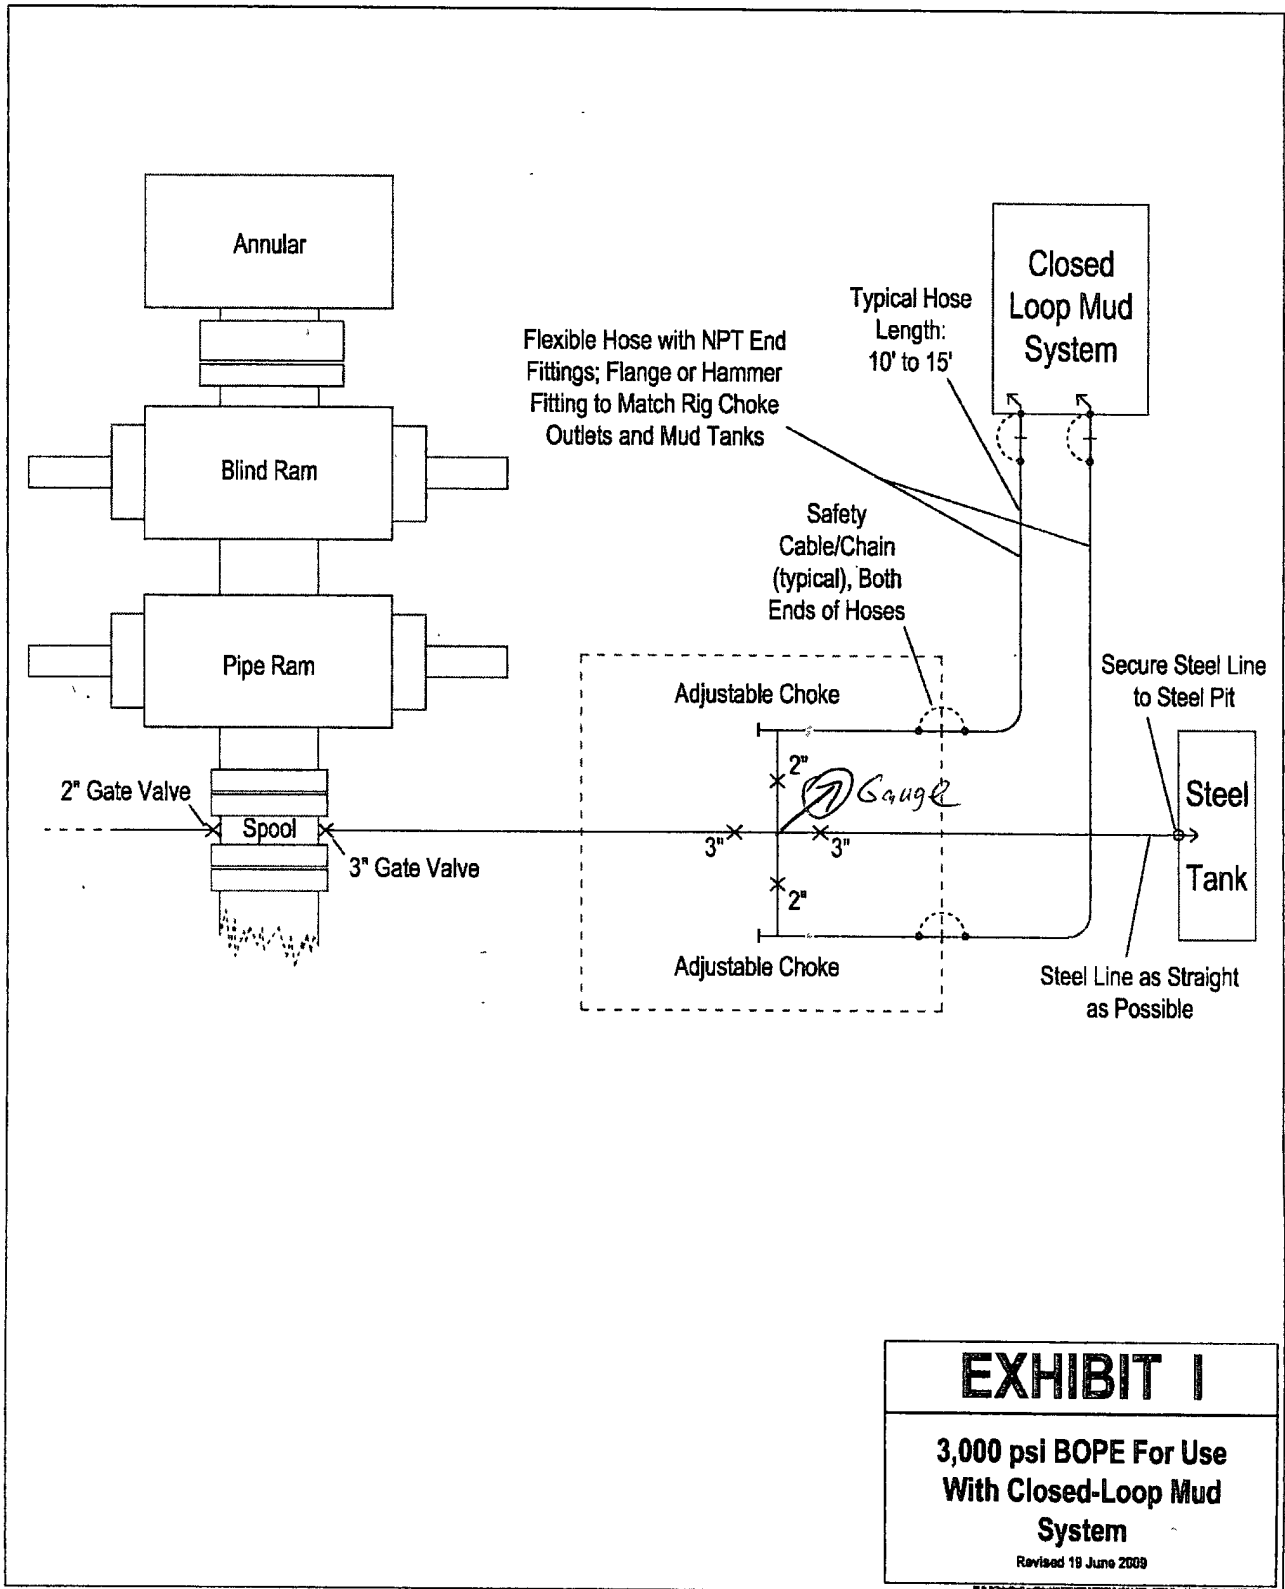 Annular
Blind Ram
Pipe Ram
2" Gate Valve
Spool
3" Gate Valve
Flexible Hose with NPT End
Fittings; Flange or Hammer
Fitting to Match Rig Choke
Outlets and Mud Tanks
Typical Hose
Length:
10' to 15'
Closed
Loop Mud
System
Safety
Cable/Chain
(typical), Both
Ends of Hoses
Adjustable Choke
2"
Gauge
3"
3"
2"
Adjustable Choke
Secure Steel Line
to Steel Pit
Steel
Tank
Steel Line as Straight
as Possible
EXHIBIT I
3,000 psi BOPE For Use
With Closed-Loop Mud
System
Revised 19 June 2009